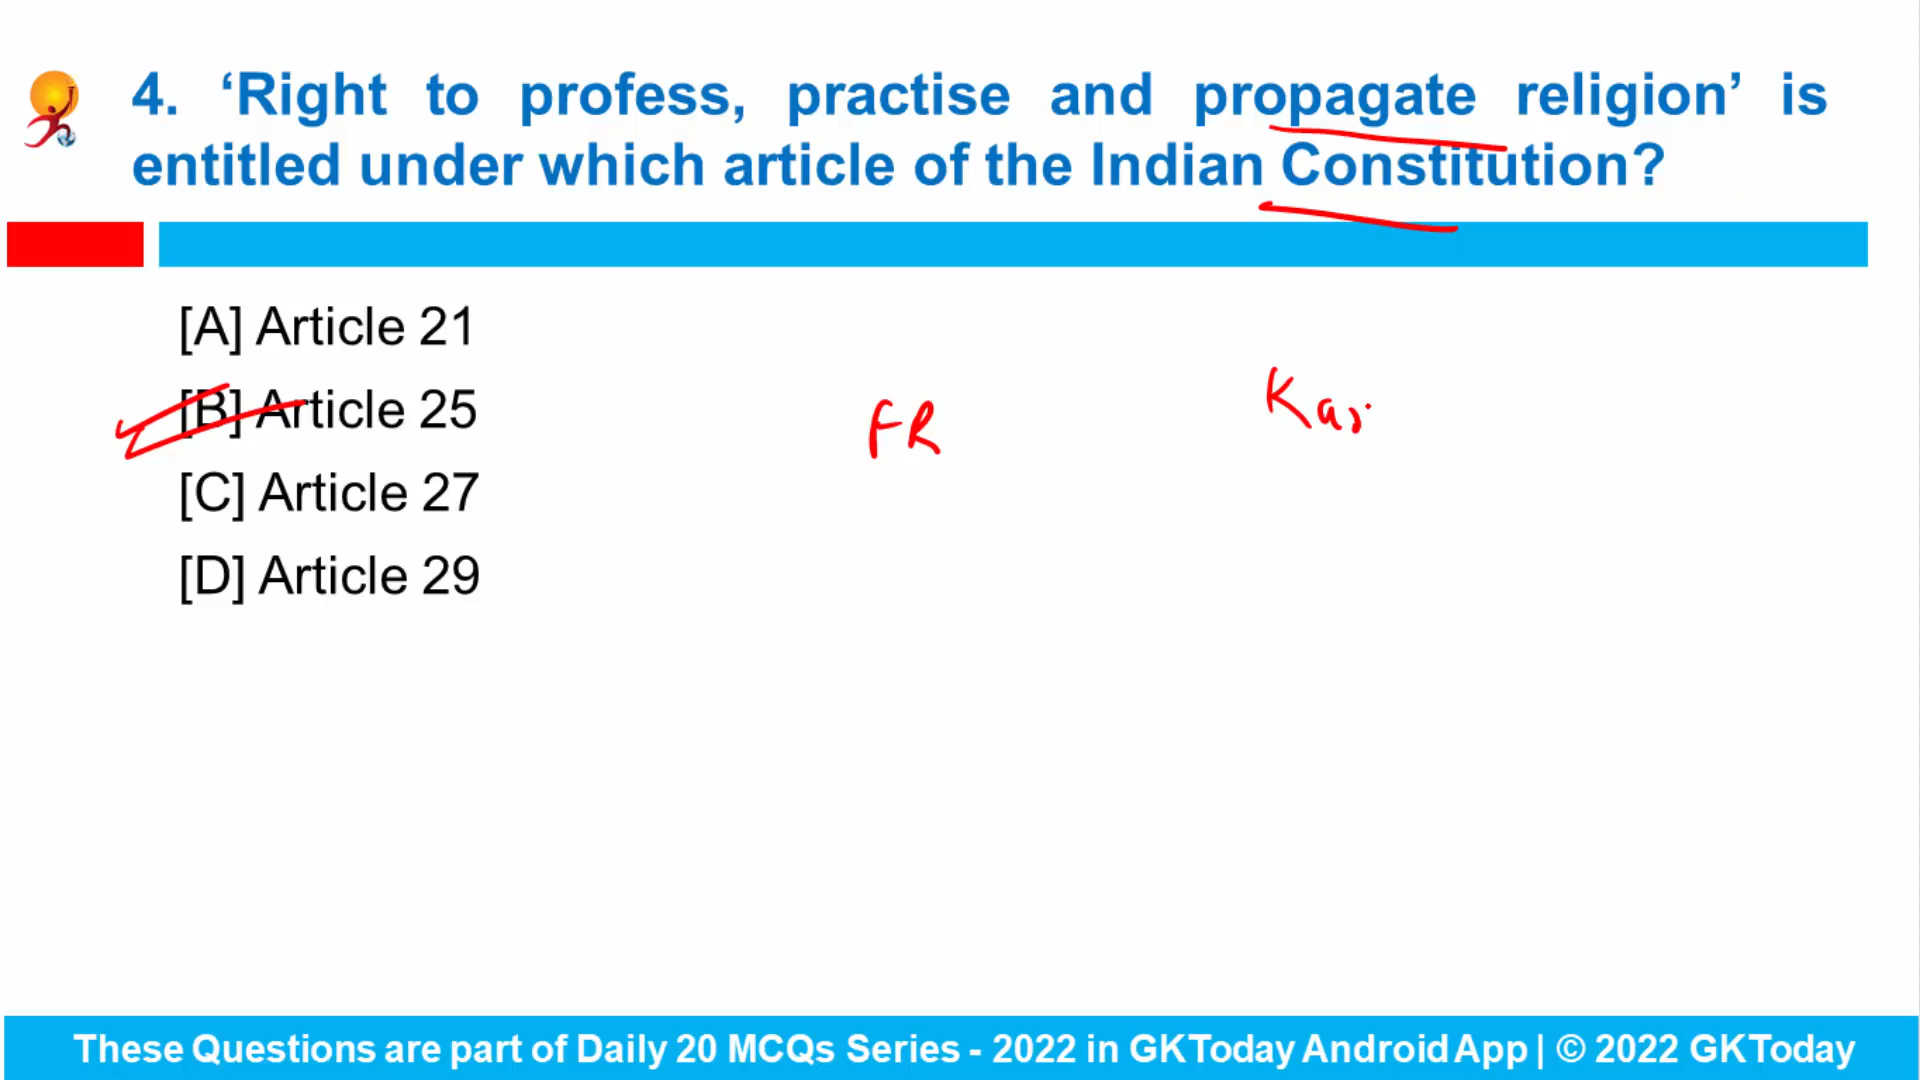 4. ‘Right to profess, practise and propagate religion’ is
entitled under which article of the Indian Constitution?
[A] Article 21
[B] Article 25
[C] Article 27
[D] Article 29
FR
These Questions are part of Daily 20 MCQs Series - 2022 in GKToday Android App | © 2022 GKToday